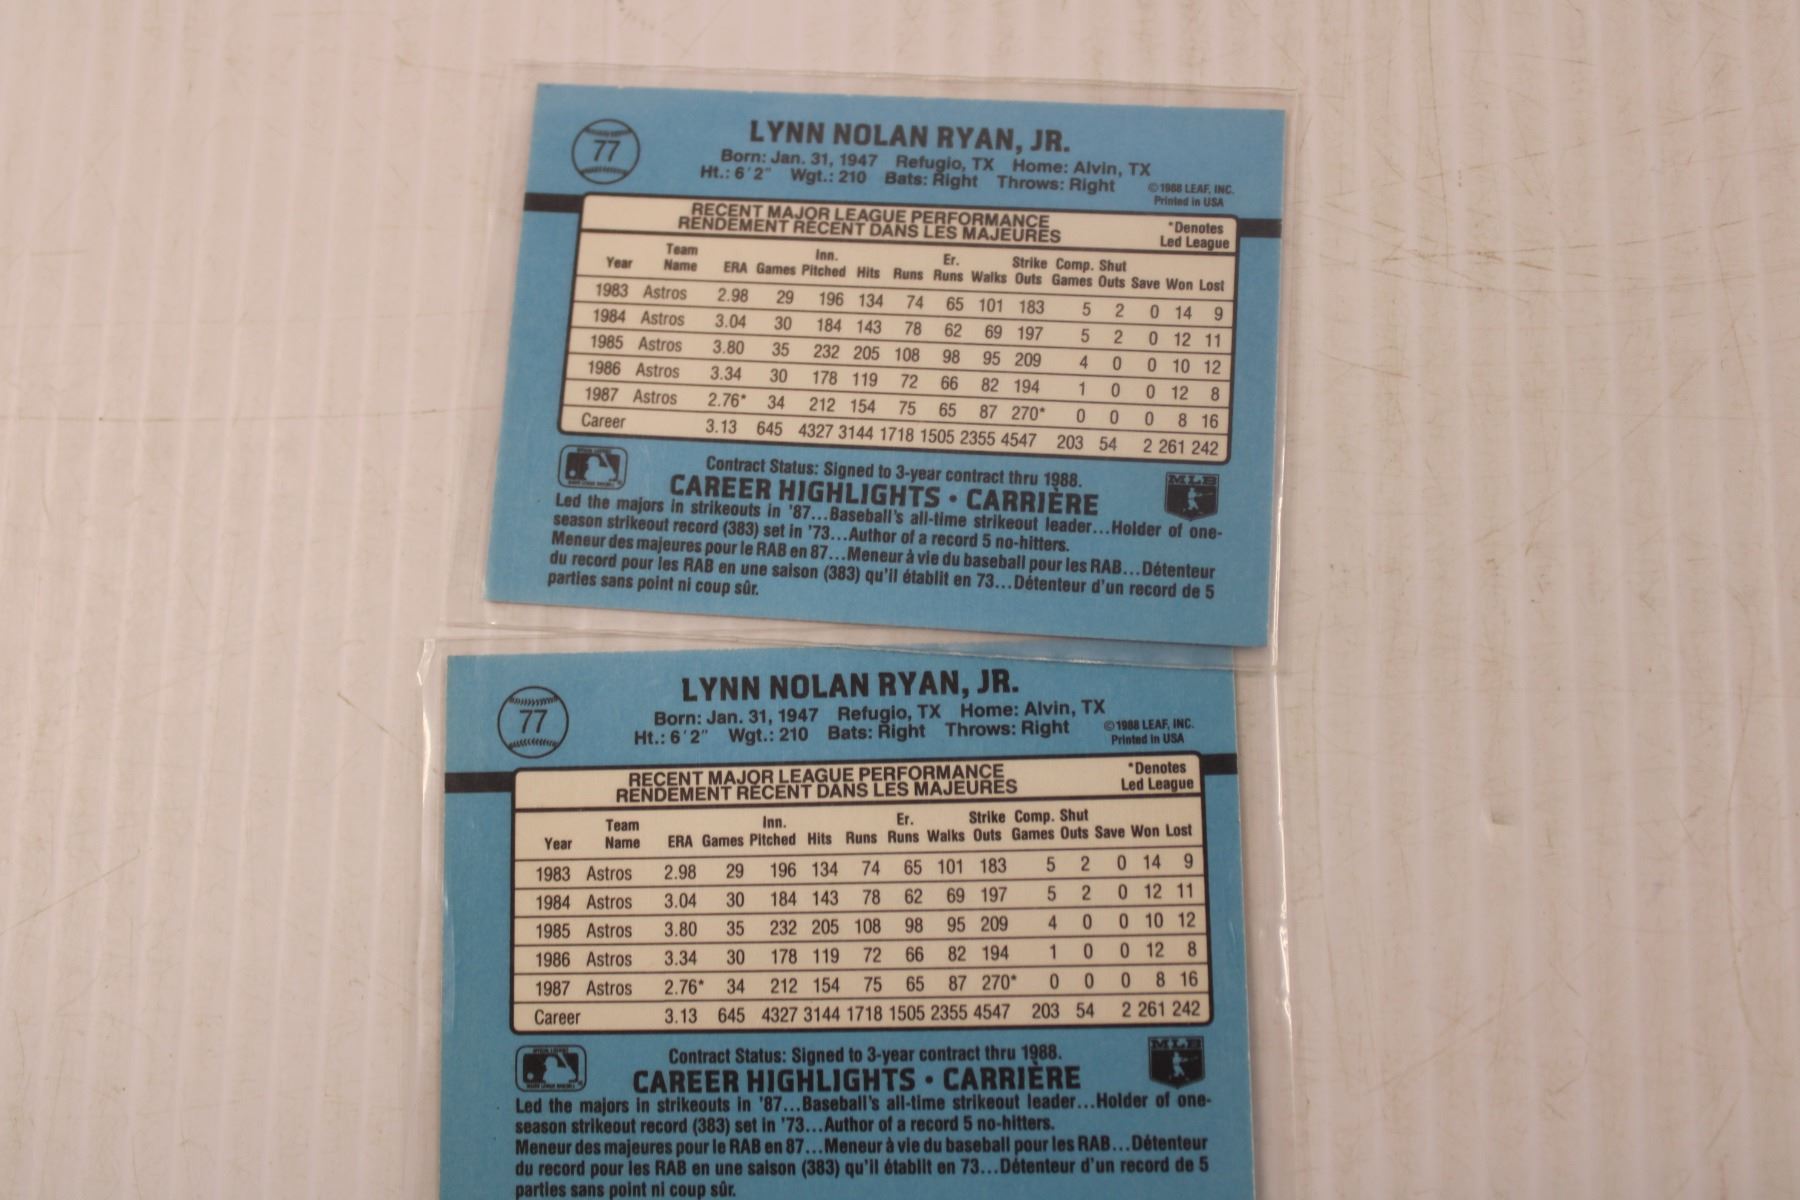 77
LYNN NOLAN RYAN, JR.
Born: Jan. 31, 1947 Refugio, TX Home: Alvin, TX
Ht.: 6'2" Wgt.: 210 Bats: Right Throws: Right
©1988 LEAF, INC.
Printed in USA
RECENT MAJOR LEAGUE PERFORMANCE
RENDEMENT RÉCENT DANS LES MAJEURES
*Denotes
Led League
Year Team Name ERA Games Inn. Pitched Hits Runs Er. Runs Walks Strike Outs Comp. Games Shut Outs Save Won Lost
1983 Astros 2.98 29 196 134 74 65 101 183 5 2 0 14 9
1984 Astros 3.04 30 184 143 78 62 69 197 5 2 0 12 11
1985 Astros 3.80 35 232 205 108 98 95 209 4 0 0 10 12
1986 Astros 3.34 30 178 119 72 66 82 194 1 0 0 12 8
1987 Astros 2.76* 34 212 154 75 65 87 270* 0 0 0 8 16
Career 3.13 645 4327 3144 1718 1505 2355 4547 203 54 2 261 242
Contract Status: Signed to 3-year contract thru 1988.
MLB
CAREER HIGHLIGHTS • CARRIÈRE
Led the majors in strikeouts in '87...Baseball's all-time strikeout leader...Holder of one-
season strikeout record (383) set in '73...Author of a record 5 no-hitters.
Meneur des majeures pour le RAB en 87...Meneur à vie du baseball pour les RAB...Détenteur
du record pour les RAB en une saison (383) qu'il établit en 73...Détenteur d'un record de 5
parties sans point ni coup sûr.
77
LYNN NOLAN RYAN, JR.
Born: Jan. 31, 1947 Refugio, TX Home: Alvin, TX
Ht.: 6'2" Wgt.: 210 Bats: Right Throws: Right
©1988 LEAF, INC.
Printed in USA
RECENT MAJOR LEAGUE PERFORMANCE
RENDEMENT RÉCENT DANS LES MAJEURES
*Denotes
Led League
Year Team Name ERA Games Inn. Pitched Hits Runs Er. Runs Walks Strike Outs Comp. Games Shut Outs Save Won Lost
1983 Astros 2.98 29 196 134 74 65 101 183 5 2 0 14 9
1984 Astros 3.04 30 184 143 78 62 69 197 5 2 0 12 11
1985 Astros 3.80 35 232 205 108 98 95 209 4 0 0 10 12
1986 Astros 3.34 30 178 119 72 66 82 194 1 0 0 12 8
1987 Astros 2.76* 34 212 154 75 65 87 270* 0 0 0 8 16
Career 3.13 645 4327 3144 1718 1505 2355 4547 203 54 2 261 242
Contract Status: Signed to 3-year contract thru 1988.
MLB
CAREER HIGHLIGHTS • CARRIÈRE
Led the majors in strikeouts in '87...Baseball's all-time strikeout leader...Holder of one-
season strikeout record (383) set in '73...Author of a record 5 no-hitters.
Meneur des majeures pour le RAB en 87...Meneur à vie du baseball pour les RAB...Détenteur
du record pour les RAB en une saison (383) qu'il établit en 73...Détenteur d'un record de 5
parties sans point ni coup sûr.